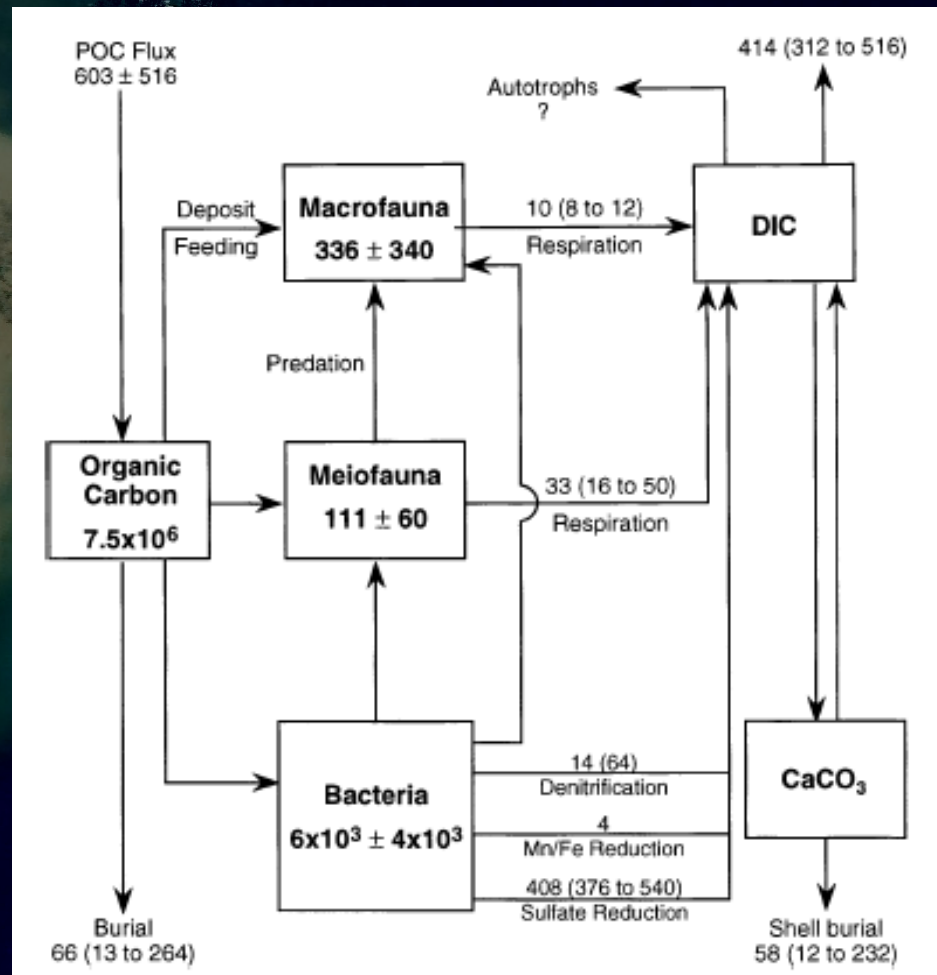 POC Flux
603 ± 516
414 (312 to 516)
Autotrophs
?
Deposit
Feeding
Macrofauna
336 ± 340
10 (8 to 12)
Respiration
DIC
Predation
Organic
Carbon
7.5x10⁶
Meiofauna
111 ± 60
33 (16 to 50)
Respiration
Bacteria
6x10³ ± 4x10³
14 (64)
Denitrification
4
Mn/Fe Reduction
408 (376 to 540)
Sulfate Reduction
CaCO₃
Burial
66 (13 to 264)
Shell burial
58 (12 to 232)